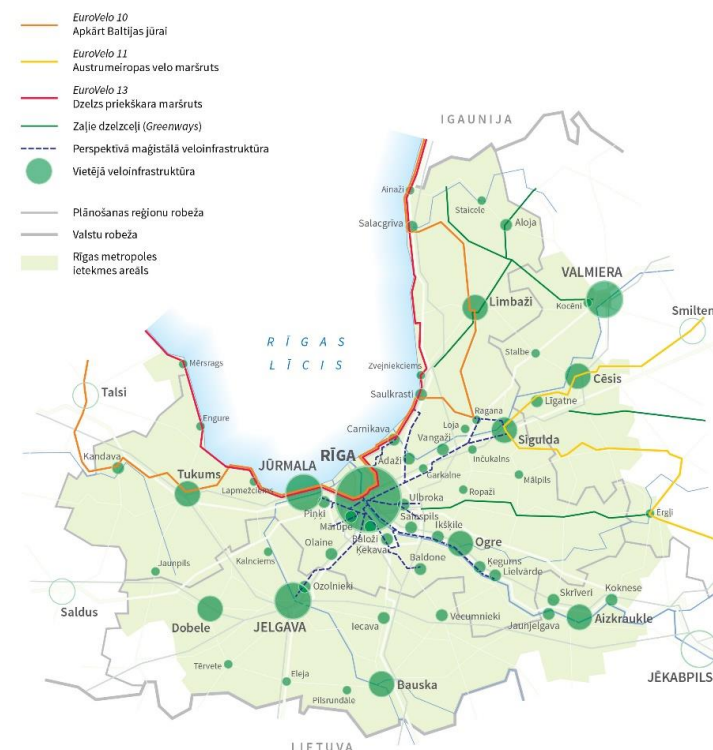 EuroVelo 10
Apkārt Baltijas jūrai
EuroVelo 11
Austrumeiropas velo maršruts
EuroVelo 13
Dzelzs priekškara maršruts
Zaļie dzelzceļi (Greenways)
Perspektīvā maģistālā veloinfrastruktūra
Vietējā veloinfrastruktūra
Plānošanas reģionu robeža
Valstu robeža
Rīgas metropoles
ietekmes areāls
IGAUNIJA
Ainaži
Staicele
Salacgrīva
Aloja
VALMIERA
Limbaži
Kocēni
Smilten
RĪGAS
LĪCIS
Stalbe
Mērsrags
Zvejniekciems
Cēsis
Talsi
Saulkrasti
Līgatne
Engure
Ragana
Carnikava
Loja
Sigulda
Vangaži
RĪGA
Kandava
Ādaži
Inčukalns
JŪRMALA
Garkalne
Tukums
Mālpils
Lapmežciems
Ropaži
Ulbroka
Piņķi
Mārupe
Salaspils
Ērgļi
Ikšķile
Olaine
Baloži
Ogre
Ķekava
Kalnciems
Baldone
Jaunpils
Ķegums
Lielvārde
Ozolnieki
Skrīveri
Koknese
Saldus
Dobele
JELGAVA
Iecava
Vecumnieki
Jaunjelgava
Aizkraukle
Tērvete
Eleja
JĒKABPILS
Bauska
Pilsrundāle
LIETUVA